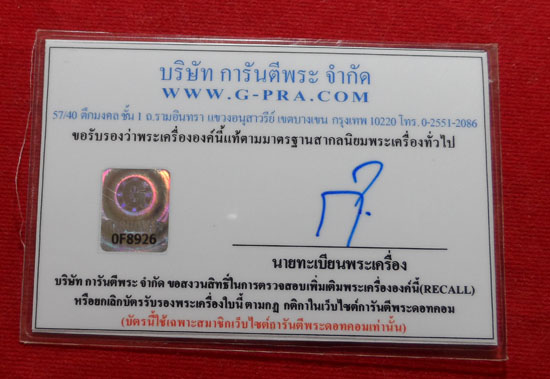 บริษัท การันตีพระ จำกัด
WWW.G-PRA.COM
57/40 ตึกมงคล ชั้น 1 ถ.รามอินทรา แขวงอนุสาวรีย์ เขตบางเขน กรุงเทพ 10220 โทร. 0-2551-2086
ขอรับรองว่าพระเครื่ององค์นี้แท้ตามมาตรฐานสากลนิยมพระเครื่องทั่วไป
0F8926
นายทะเบียนพระเครื่อง
บริษัท การันตีพระ จำกัด ขอสงวนสิทธิ์ในการตรวจสอบเพิ่มเติมพระเครื่ององค์นี้(RECALL)
หรือยกเลิกบัตรรับรองพระเครื่องใบนี้ ตามกฎ กติกาในเว็บไซต์การันตีพระดอทคอม
(บัตรนี้ใช้เฉพาะสมาชิกเว็บไซต์การันตีพระดอทคอมเท่านั้น)